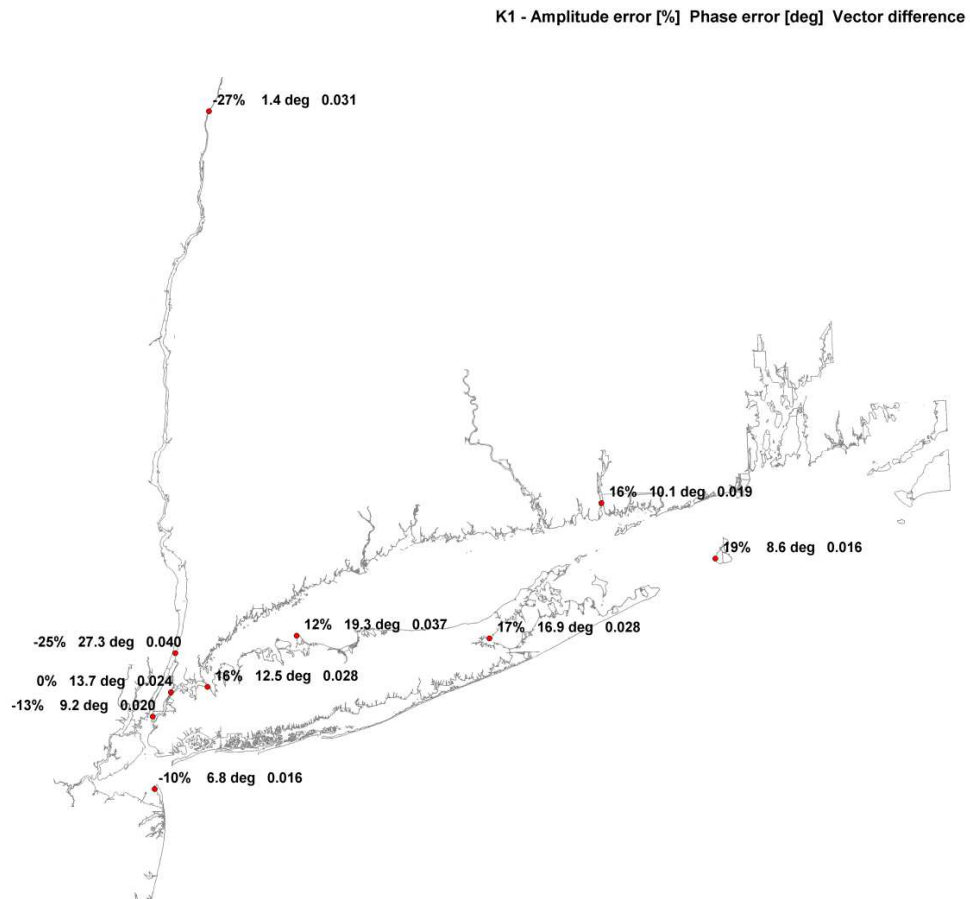 K1 - Amplitude error [%] Phase error [deg] Vector difference
-27% 1.4 deg 0.031
16% 10.1 deg 0.019
19% 8.6 deg 0.016
12% 19.3 deg 0.037
17% 16.9 deg 0.028
-25% 27.3 deg 0.040
16% 12.5 deg 0.028
0% 13.7 deg 0.024
-13% 9.2 deg 0.020
-10% 6.8 deg 0.016